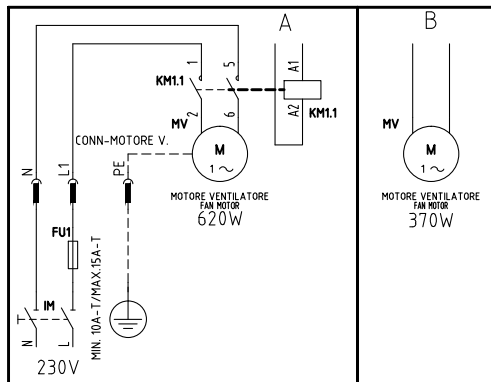 A
B
1
5
A1
KM1.1
2
6
A2
KM1.1
MV
MV
CONN-MOTORE V.
M
1 ~
M
1 ~
N
L1
PE
MOTORE VENTILATORE
FAN MOTOR
620W
MOTORE VENTILATORE
FAN MOTOR
370W
FU1
MIN. 10A-T/MAX.15A-T
IM
N
L
230V